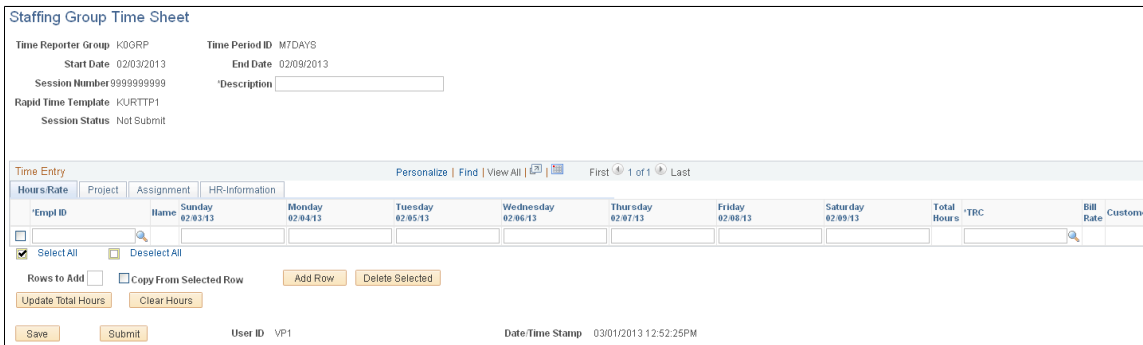 Staffing Group Time Sheet
Time Reporter Group K0GRP Time Period ID M7DAYS
Start Date 02/03/2013 End Date 02/09/2013
Session Number 9999999999 *Description
Rapid Time Template KURTTP1
Session Status Not Submit
Time Entry Personalize | Find | View All | | First 1 of 1 Last
Hours/Rate Project Assignment HR-Information
*Empl ID Name Sunday 02/03/13 Monday 02/04/13 Tuesday 02/05/13 Wednesday 02/06/13 Thursday 02/07/13 Friday 02/08/13 Saturday 02/09/13 Total Hours *TRC Bill Rate Custome
Select All Deselect All
Rows to Add Copy From Selected Row Add Row Delete Selected
Update Total Hours Clear Hours
Save Submit User ID VP1 Date/Time Stamp 03/01/2013 12:52:25PM